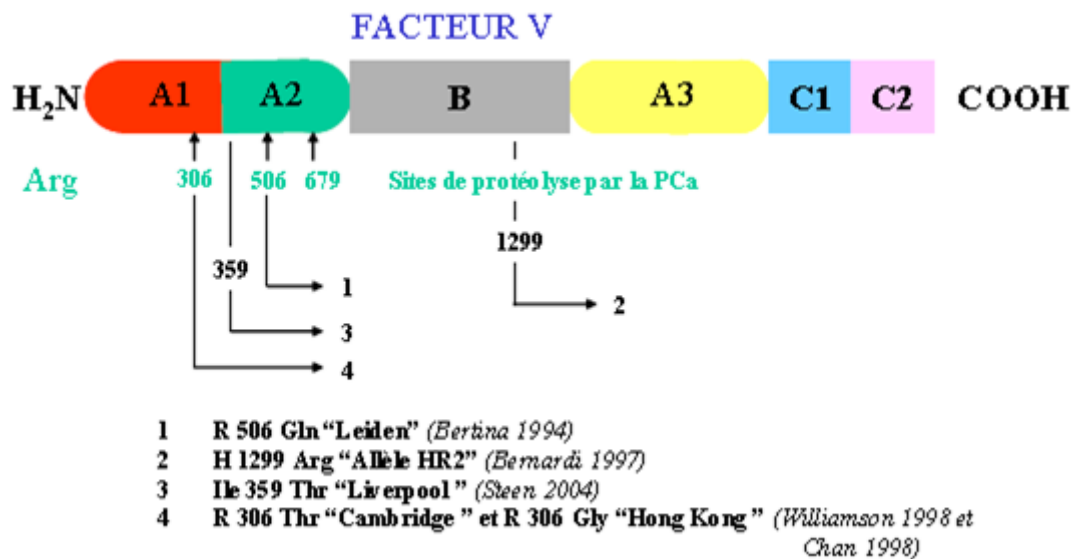 FACTEUR V
H₂N A1 A2 B A3 C1 C2 COOH
Arg 306 506 679 Sites de protéolyse par la PCa
1299
359
1
2
3
4
1 R 506 Gln “Leiden” (Bertina 1994)
2 H 1299 Arg “Allèle HR2” (Bernardi 1997)
3 Ile 359 Thr “Liverpool” (Steen 2004)
4 R 306 Thr “Cambridge” et R 306 Gly “Hong Kong” (Williamson 1998 et
Chan 1998)